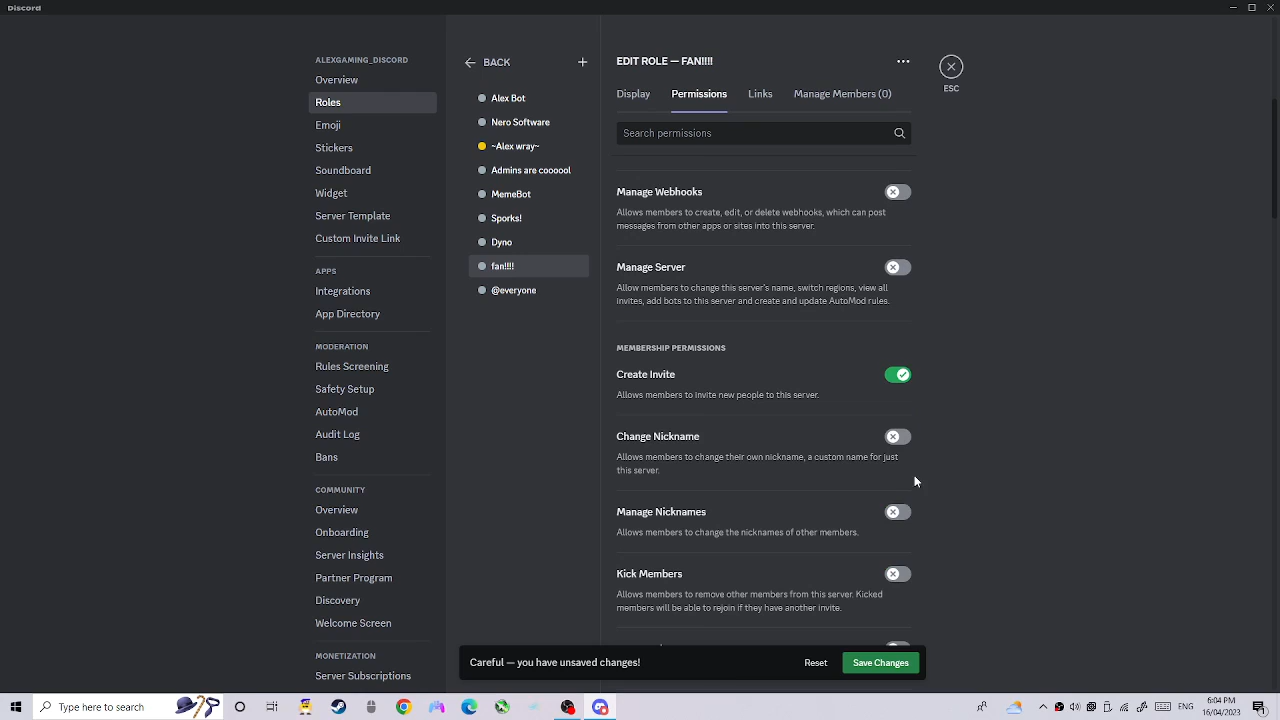 Discord
ALEXGAMING_DISCORD
Overview
Roles
Emoji
Stickers
Soundboard
Widget
Server Template
Custom Invite Link
APPS
Integrations
App Directory
MODERATION
Rules Screening
Safety Setup
AutoMod
Audit Log
Bans
COMMUNITY
Overview
Onboarding
Server Insights
Partner Program
Discovery
Welcome Screen
MONETIZATION
Server Subscriptions
BACK
Alex Bot
Nero Software
~Alex wray~
Admins are coooool
MemeBot
Sporks!
Dyno
fan!!!!
@everyone
EDIT ROLE — FAN!!!!
ESC
Display Permissions Links Manage Members (0)
Search permissions
Manage Webhooks
Allows members to create, edit, or delete webhooks, which can post
messages from other apps or sites into this server.
Manage Server
Allow members to change this server's name, switch regions, view all
invites, add bots to this server and create and update AutoMod rules.
MEMBERSHIP PERMISSIONS
Create Invite
Allows members to invite new people to this server.
Change Nickname
Allows members to change their own nickname, a custom name for just
this server.
Manage Nicknames
Allows members to change the nicknames of other members.
Kick Members
Allows members to remove other members from this server. Kicked
members will be able to rejoin if they have another invite.
Careful — you have unsaved changes!
Reset
Save Changes
Type here to search
ENG
6:04 PM
16/04/2023